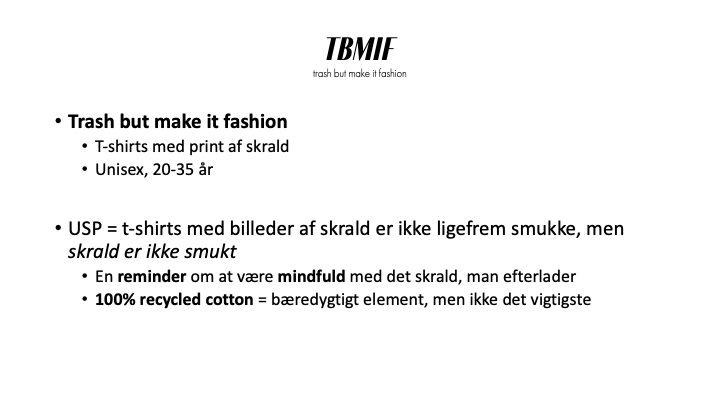 TBMIF
trash but make it fashion
• Trash but make it fashion
• T-shirts med print af skrald
• Unisex, 20-35 år
• USP = t-shirts med billeder af skrald er ikke ligefrem smukke, men
skrald er ikke smukt
• En reminder om at være mindfuld med det skrald, man efterlader
• 100% recycled cotton = bæredygtigt element, men ikke det vigtigste